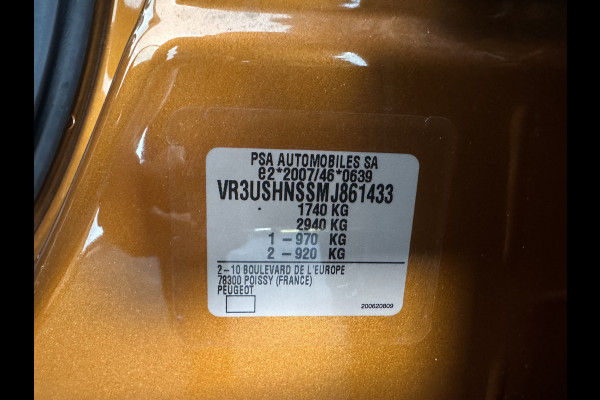 PSA AUTOMOBILES SA
e2*2007/46*0639
VR3USHNSSMJ861433
1740 KG
2940 KG
1 - 970 KG
2 - 920 KG
2-10 BOULEVARD DE L'EUROPE
78300 POISSY (FRANCE)
PEUGEOT
200620809